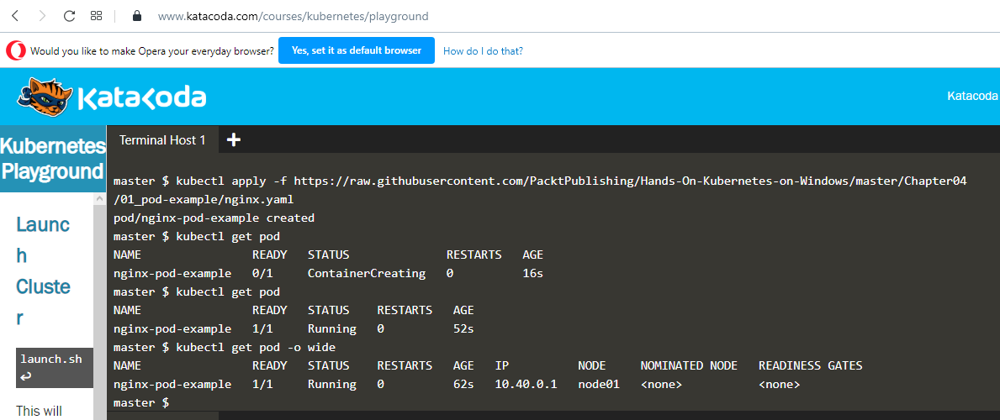 www.katacoda.com/courses/kubernetes/playground
Would you like to make Opera your everyday browser? Yes, set it as default browser How do I do that?
KataKoda
Katacoda
Kubernetes
Playground
Launc
h
Cluste
r
launch.sh
↵
This will
Terminal Host 1 +
master $ kubectl apply -f https://raw.githubusercontent.com/PacktPublishing/Hands-On-Kubernetes-on-Windows/master/Chapter04
/01_pod-example/nginx.yaml
pod/nginx-pod-example created
master $ kubectl get pod
NAME READY STATUS RESTARTS AGE
nginx-pod-example 0/1 ContainerCreating 0 16s
master $ kubectl get pod
NAME READY STATUS RESTARTS AGE
nginx-pod-example 1/1 Running 0 52s
master $ kubectl get pod -o wide
NAME READY STATUS RESTARTS AGE IP NODE NOMINATED NODE READINESS GATES
nginx-pod-example 1/1 Running 0 62s 10.40.0.1 node01 <none> <none>
master $